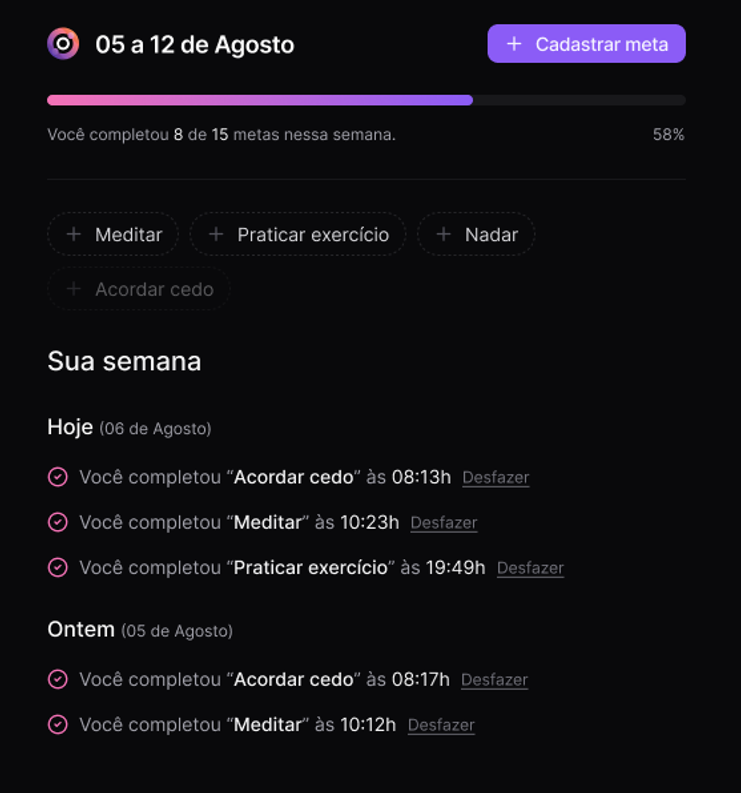 05 a 12 de Agosto
Cadastrar meta
Você completou 8 de 15 metas nessa semana.
58%
Meditar
Praticar exercício
Nadar
Acordar cedo
Sua semana
Hoje (06 de Agosto)
Você completou “Acordar cedo” às 08:13h Desfazer
Você completou “Meditar” às 10:23h Desfazer
Você completou “Praticar exercício” às 19:49h Desfazer
Ontem (05 de Agosto)
Você completou “Acordar cedo” às 08:17h Desfazer
Você completou “Meditar” às 10:12h Desfazer